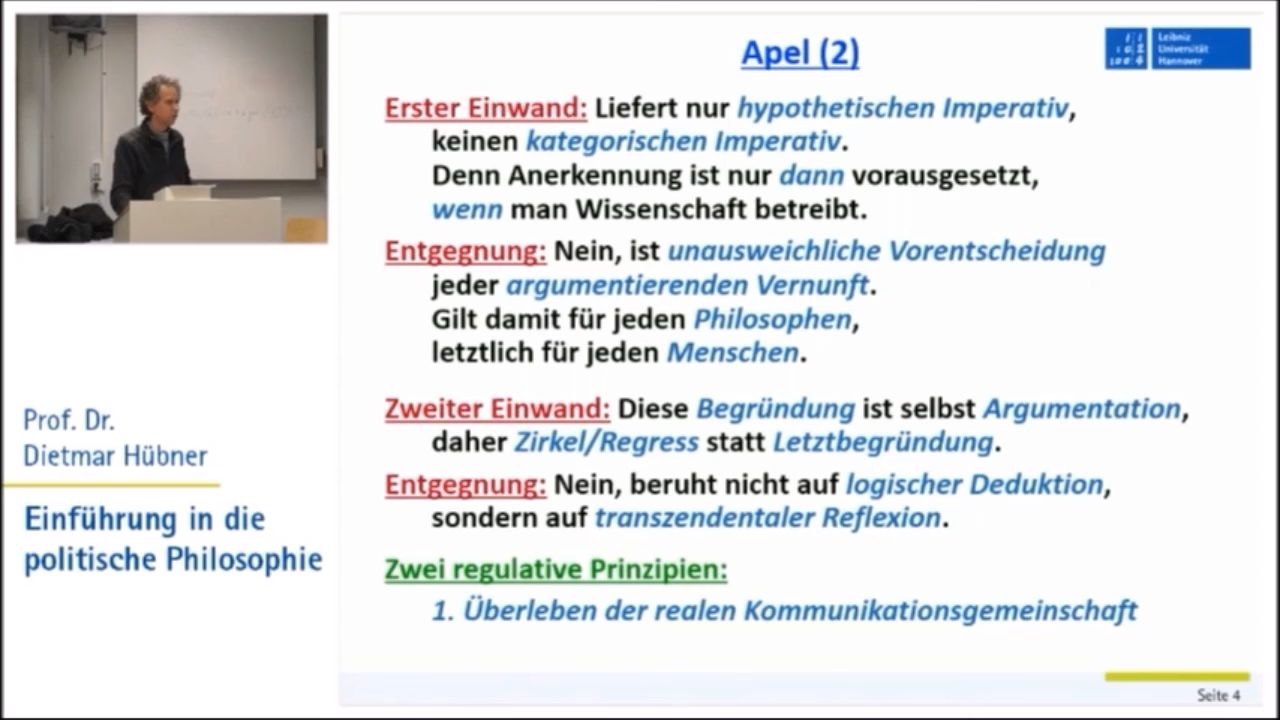 Apel (2)
Leibniz
Universität
Hannover
Erster Einwand: Liefert nur hypothetischen Imperativ,
keinen kategorischen Imperativ.
Denn Anerkennung ist nur dann vorausgesetzt,
wenn man Wissenschaft betreibt.
Entgegnung: Nein, ist unausweichliche Vorentscheidung
jeder argumentierenden Vernunft.
Gilt damit für jeden Philosophen,
letztlich für jeden Menschen.
Zweiter Einwand: Diese Begründung ist selbst Argumentation,
daher Zirkel/Regress statt Letztbegründung.
Entgegnung: Nein, beruht nicht auf logischer Deduktion,
sondern auf transzendentaler Reflexion.
Zwei regulative Prinzipien:
1. Überleben der realen Kommunikationsgemeinschaft
Prof. Dr.
Dietmar Hübner
Einführung in die
politische Philosophie
Seite 4